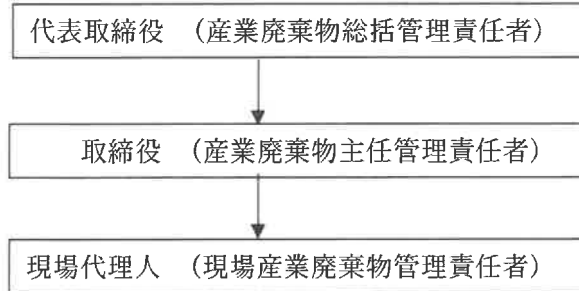 代表取締役　（産業廃棄物総括管理責任者）
取締役　（産業廃棄物主任管理責任者）
現場代理人　（現場産業廃棄物管理責任者）